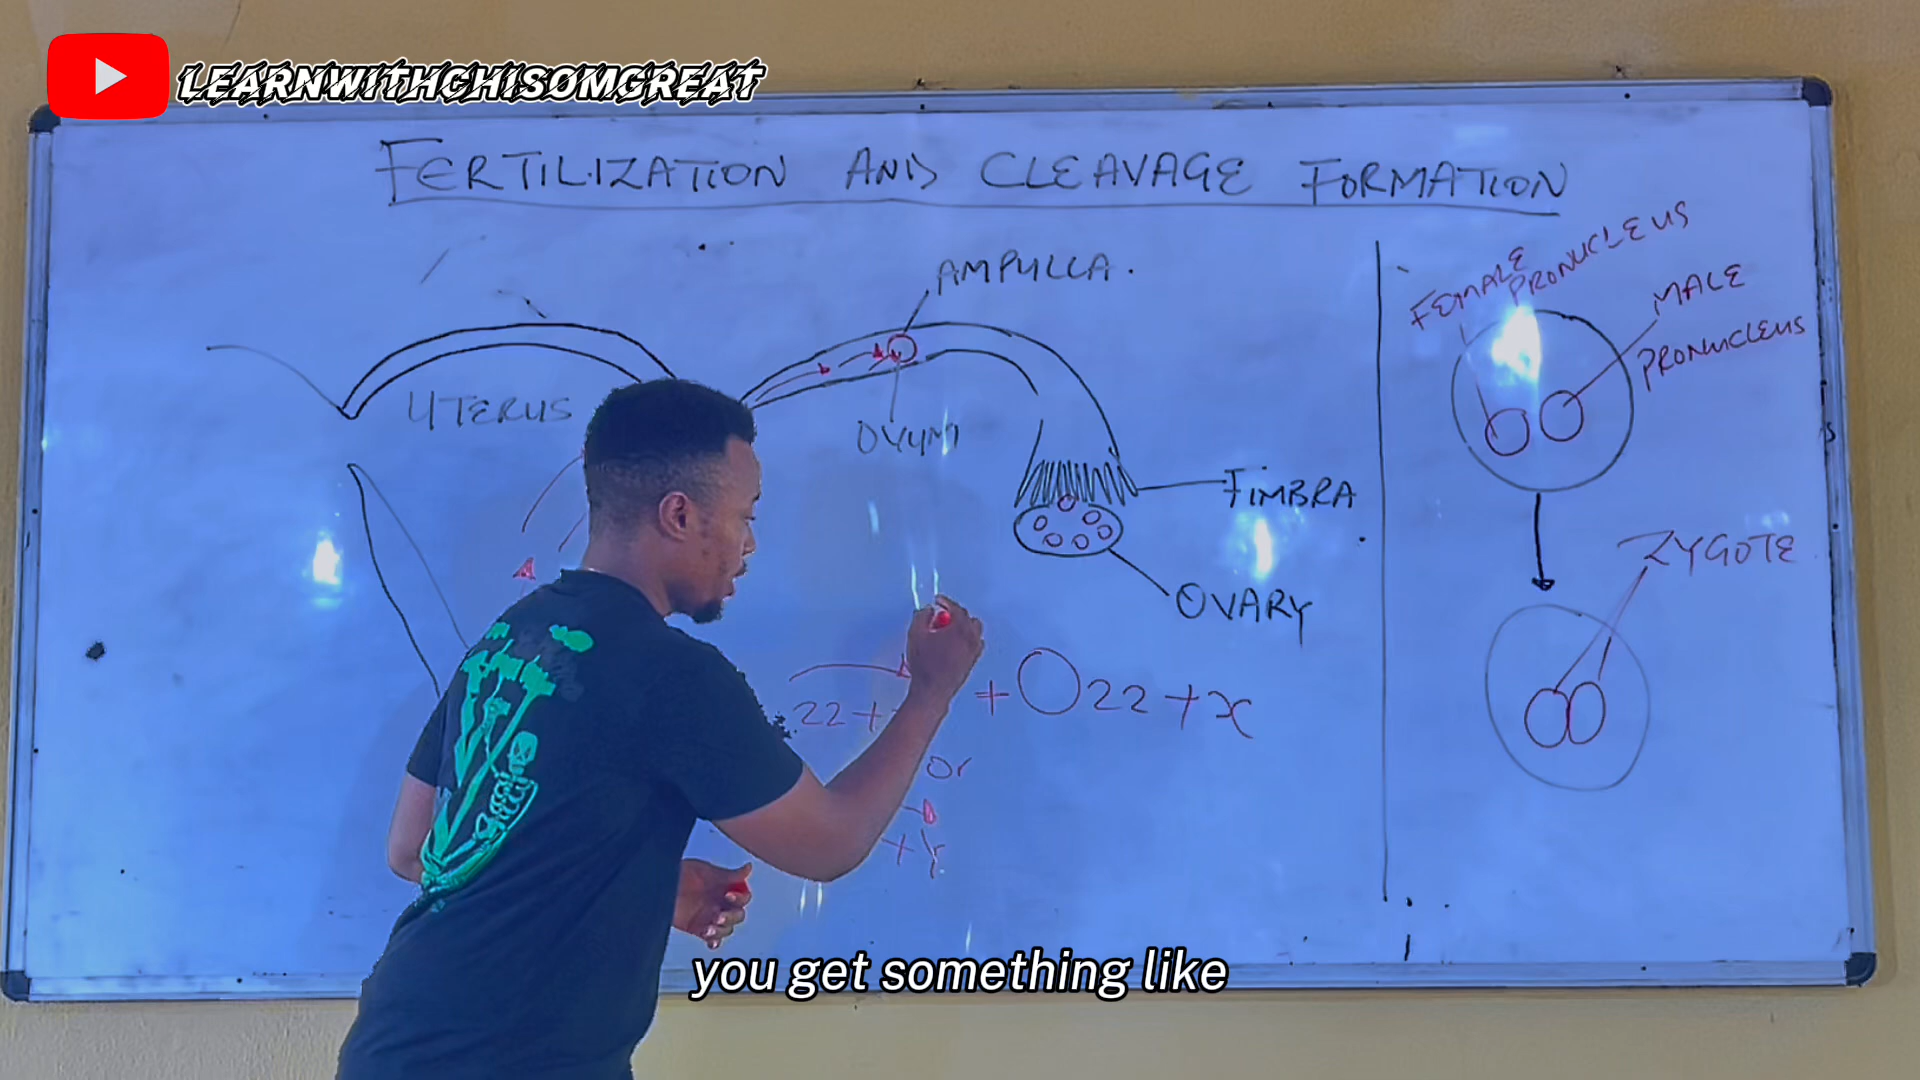 LEARNWITHCHISOMGREAT
FERTILIZATION AND CLEAVAGE FORMATION
AMPULLA.
FEMALE
PRONUCLEUS
MALE
PRONUCLEUS
UTERUS
OVUM
FIMBRA
OVARY
ZYGOTE
22+
+ 22+x
or
+Y
you get something like